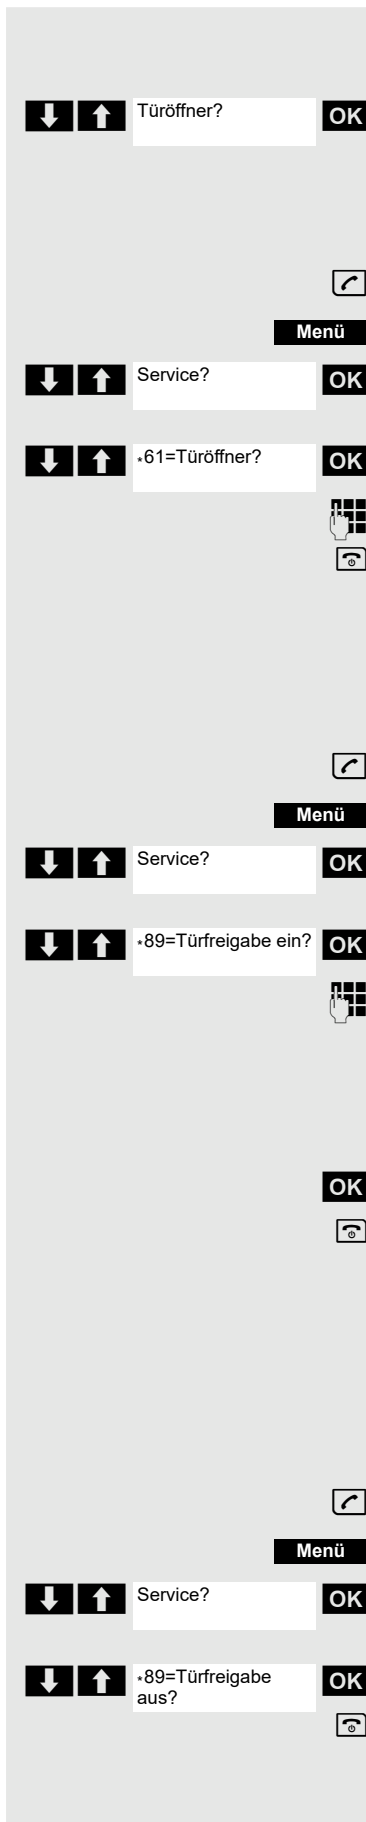 Türöffner? OK
Menü
Service? OK
*61=Türöffner? OK
Menü
Service? OK
*89=Türfreigabe ein? OK
OK
Menü
Service? OK
*89=Türfreigabe OK
aus?